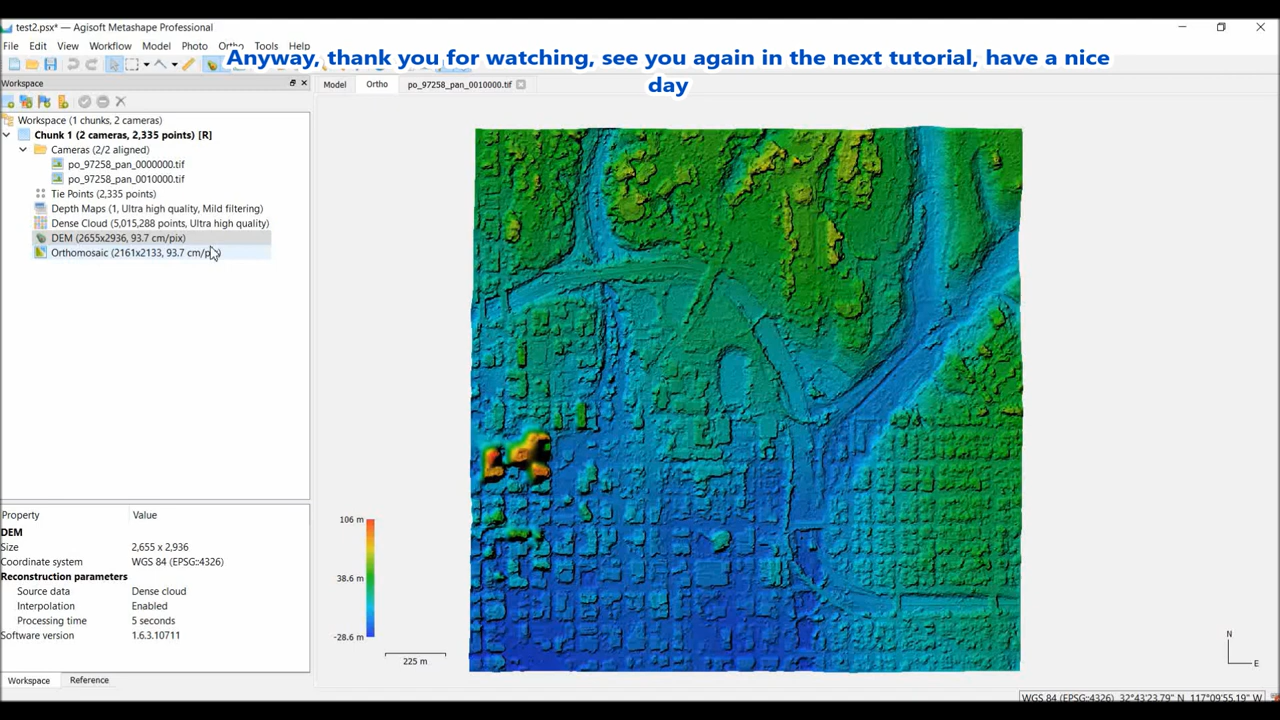 test2.psx* — Agisoft Metashape Professional
File Edit View Workflow Model Photo Ortho Tools Help
Anyway, thank you for watching, see you again in the next tutorial, have a nice
day
Workspace
Model Ortho po_97258_pan_0010000.tif
Workspace (1 chunks, 2 cameras)
Chunk 1 (2 cameras, 2,335 points) [R]
Cameras (2/2 aligned)
po_97258_pan_0000000.tif
po_97258_pan_0010000.tif
Tie Points (2,335 points)
Depth Maps (1, Ultra high quality, Mild filtering)
Dense Cloud (5,015,288 points, Ultra high quality)
DEM (2655x2936, 93.7 cm/pix)
Orthomosaic (2161x2133, 93.7 cm/pix)
Property Value
DEM
Size 2,655 x 2,936
Coordinate system WGS 84 (EPSG::4326)
Reconstruction parameters
Source data Dense cloud
Interpolation Enabled
Processing time 5 seconds
Software version 1.6.3.10711
Workspace Reference
106 m
38.6 m
-28.6 m
225 m
N
E
WGS 84 (EPSG::4326) 32°43'23.79" N 117°09'55.19" W